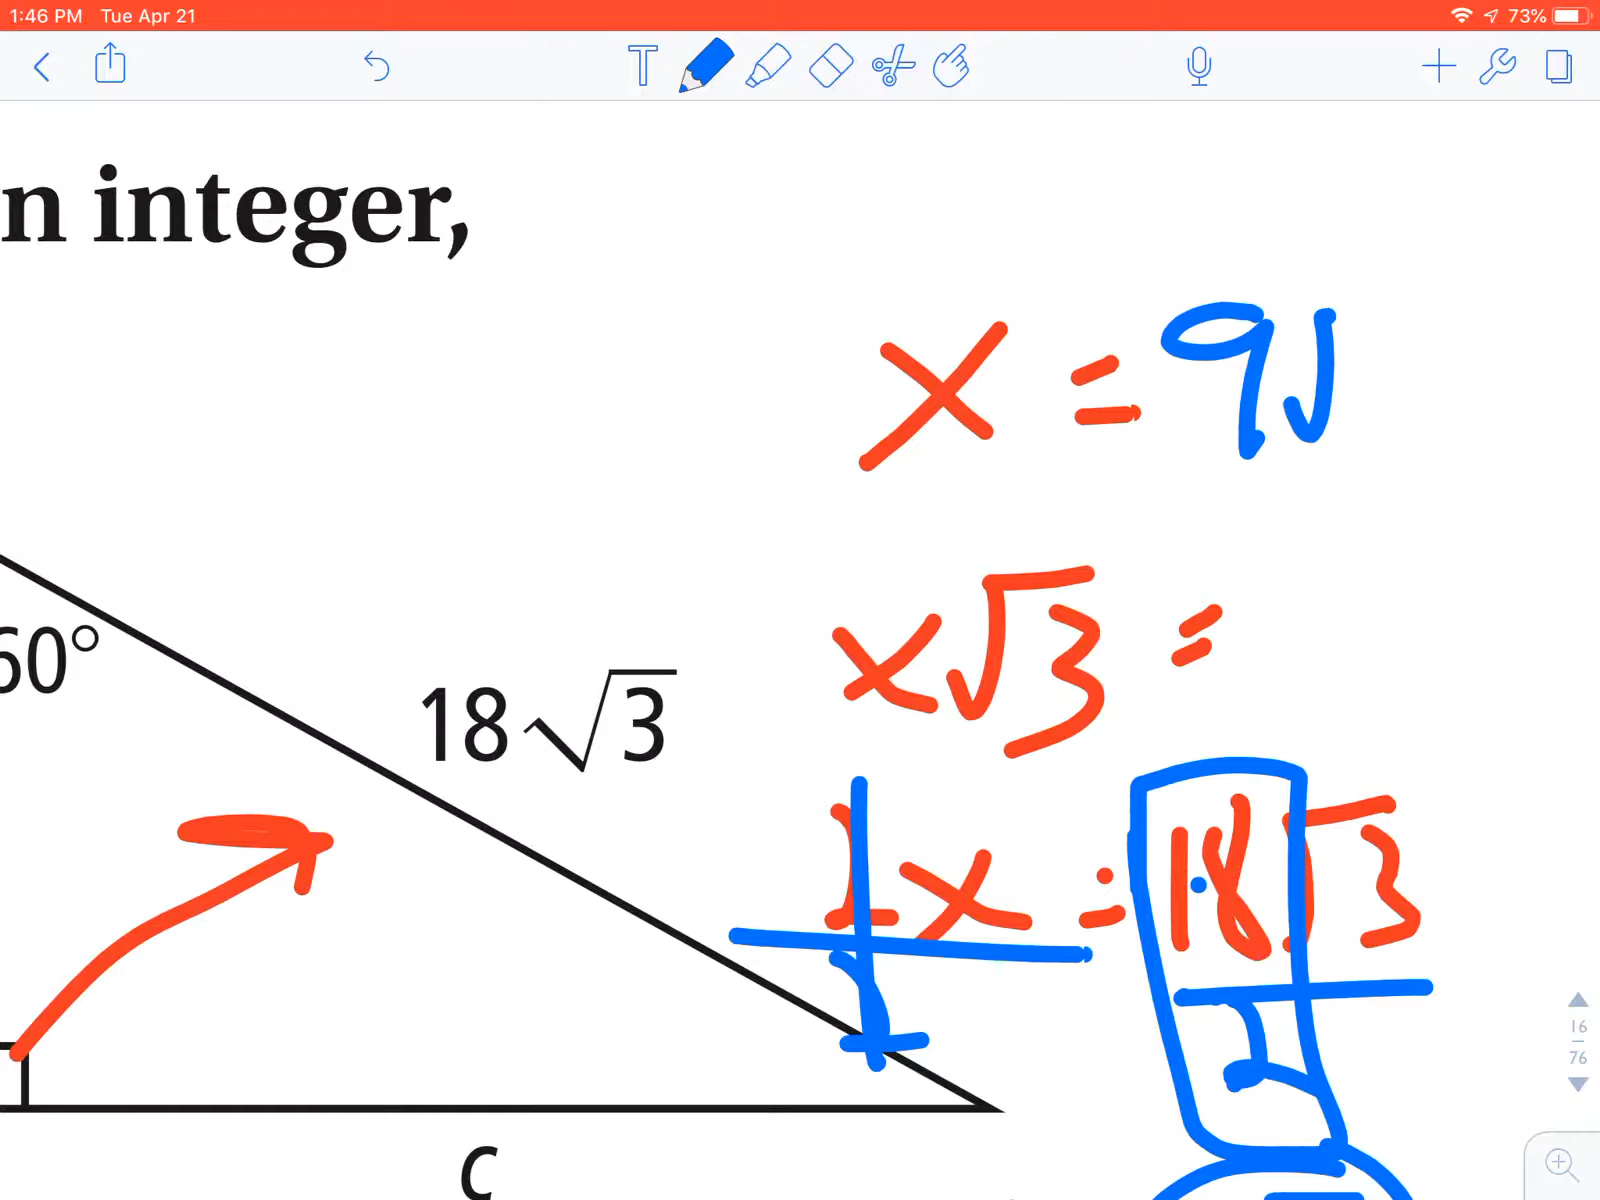 1:46 PM Tue Apr 21 73%
T
n integer,
x = 9√
60°
18√3
x√3 =
2x = 18√3
2 2
16
76
c